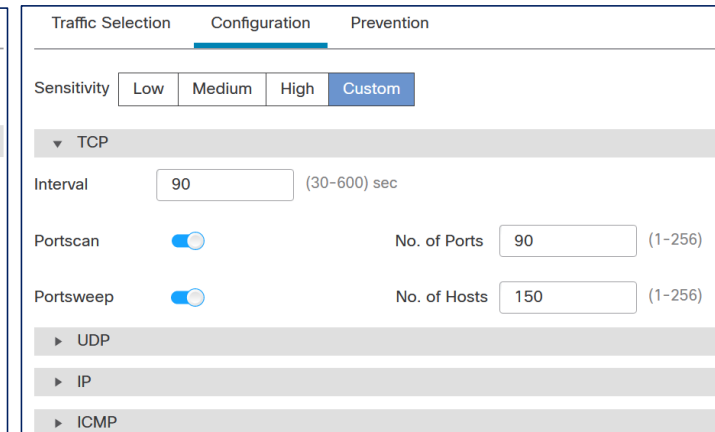 Traffic Selection Configuration Prevention
Sensitivity Low Medium High Custom
TCP
Interval 90 (30-600) sec
Portscan No. of Ports 90 (1-256)
Portsweep No. of Hosts 150 (1-256)
UDP
IP
ICMP